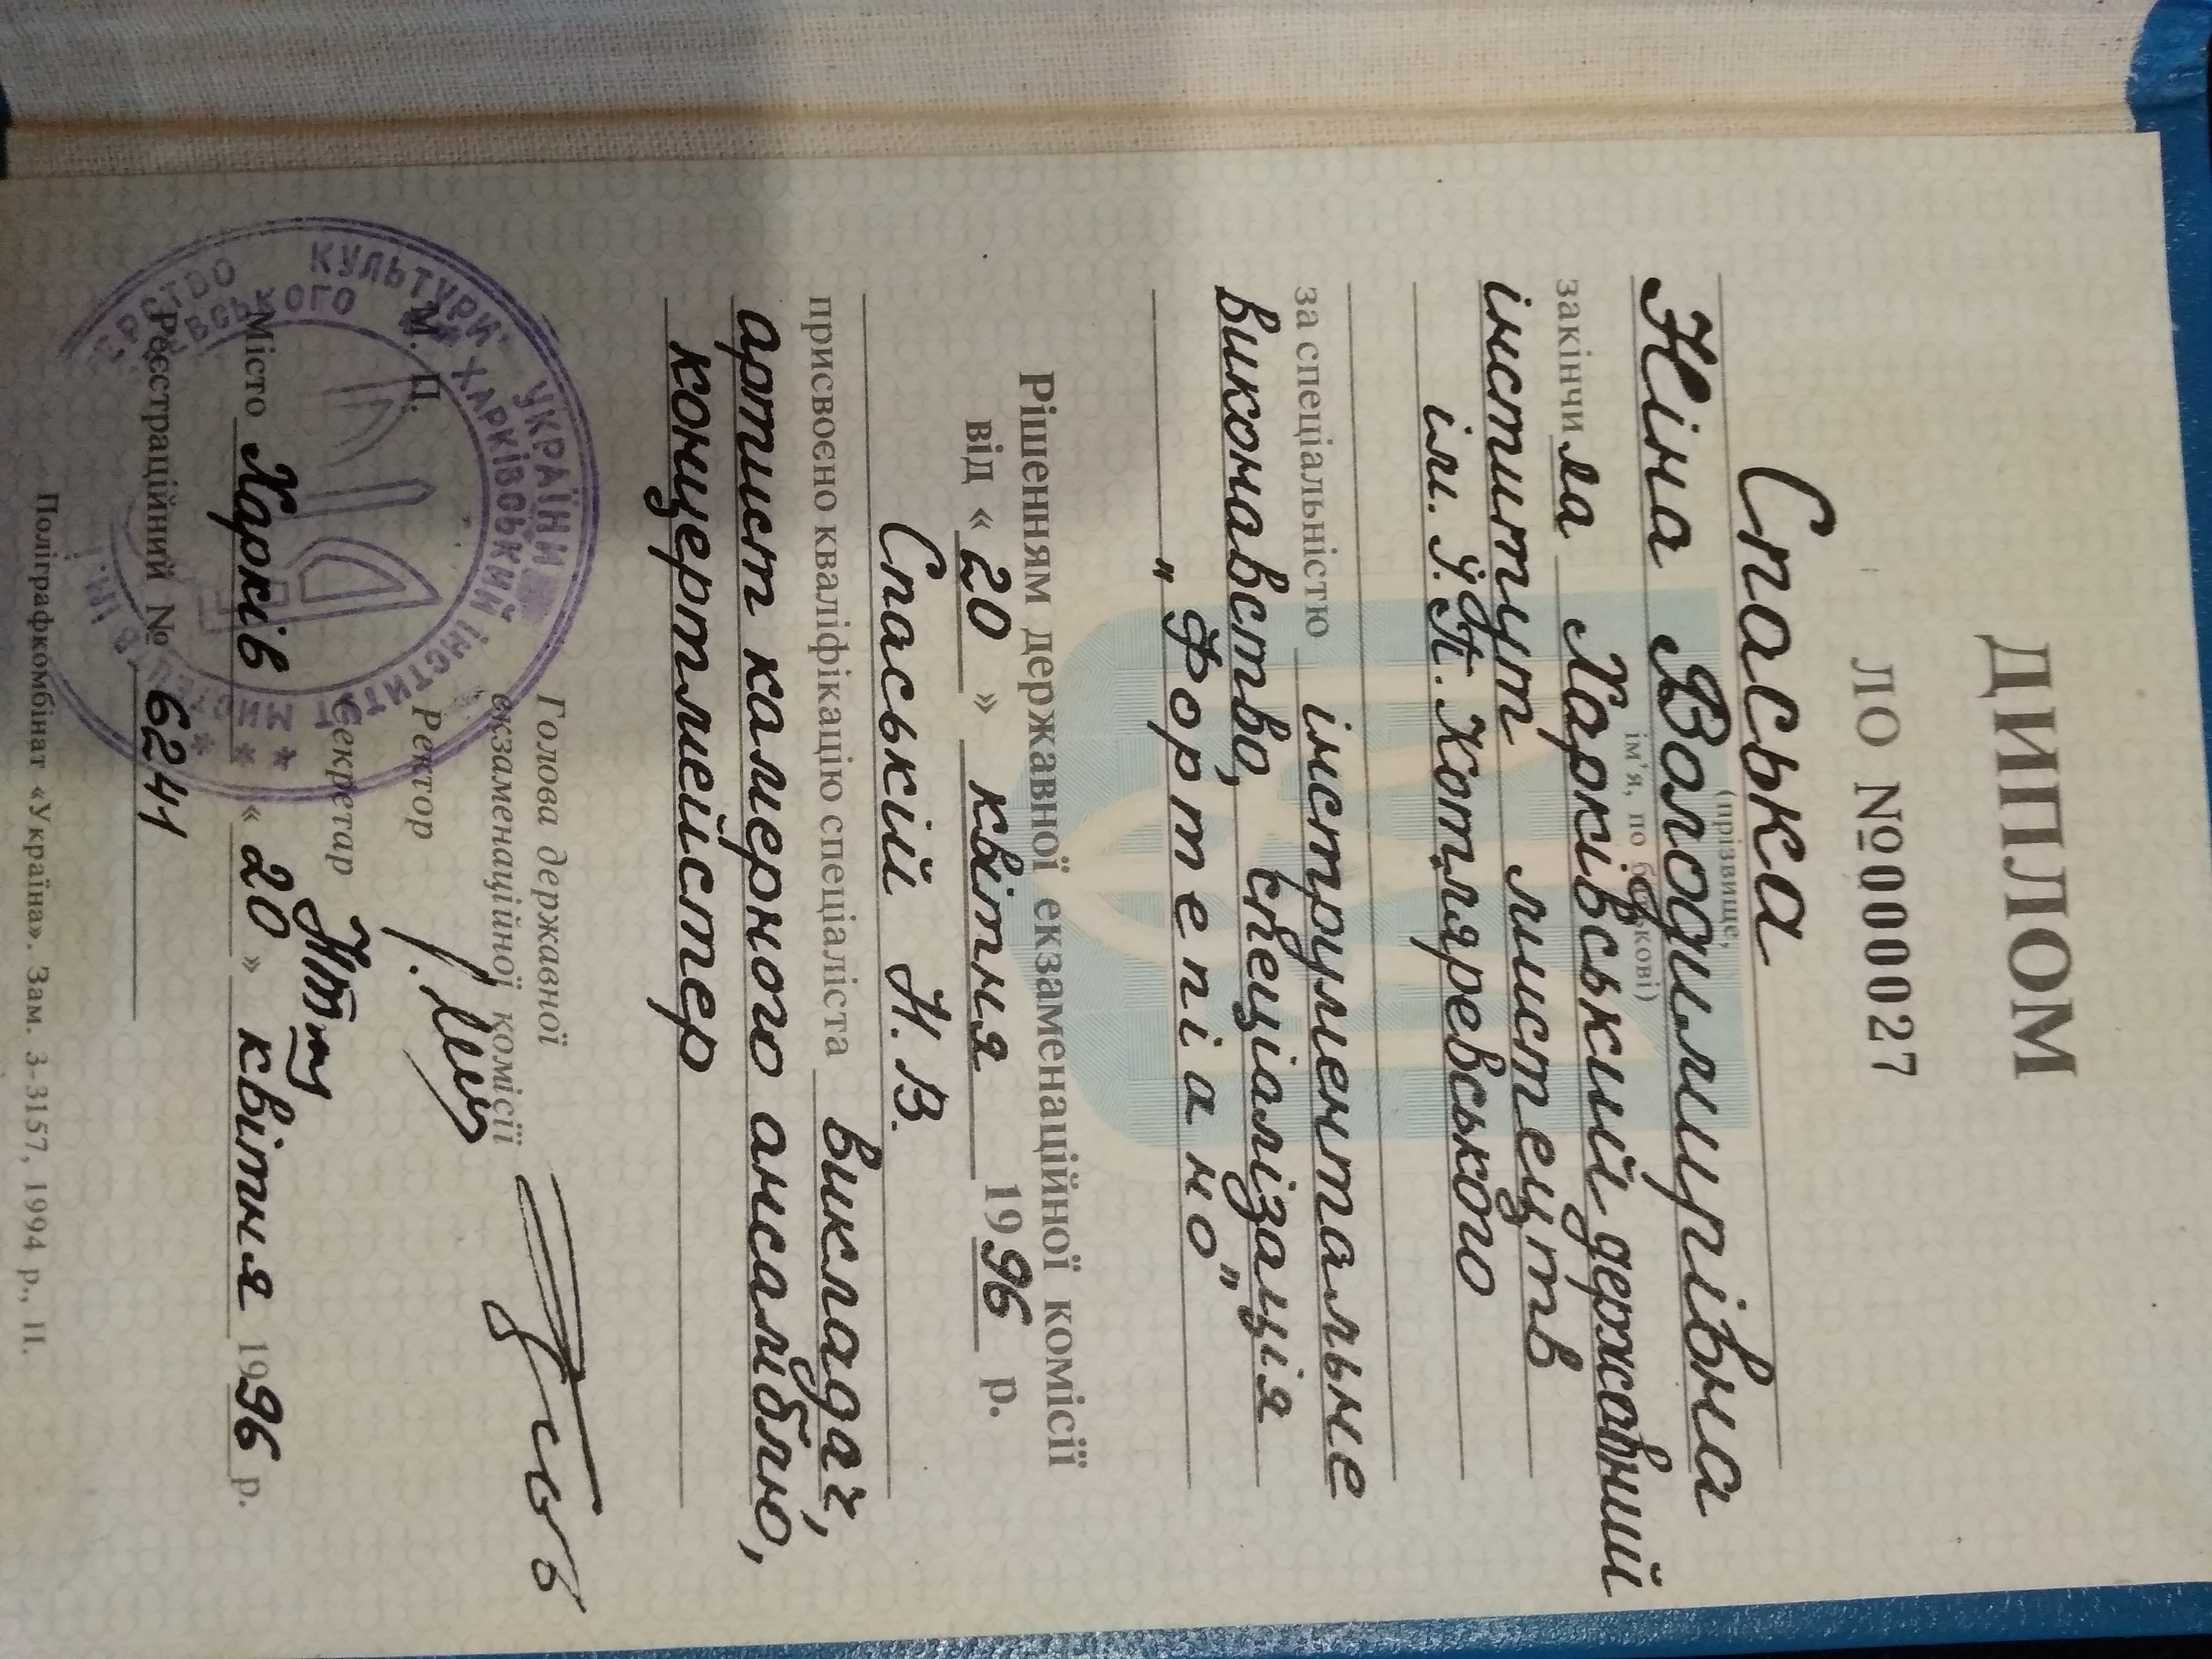 ДИПЛОМ
ЛО №000027
Спаська
(прізвище,
Ніна Володимирівна
ім'я, по батькові)
закінчила Харківський державний
інститут мистецтв
ім. І. П. Котляревського
за спеціальністю інструментальне
виконавство, спеціалізація
„Фортепіано"
Рішенням державної екзаменаційної комісії
від «20» квітня 1996 р.
Спаській Н. В.
присвоєно кваліфікацію спеціаліста викладач,
артист камерного ансамблю,
концертмейстер
Голова державної
екзаменаційної комісії
М. П.
Ректор
Секретар
Місто Харків «20» квітня 1996 р.
Реєстраційний № 6241
Поліграфкомбінат «Україна». Зам. 3-3157, 1994 р., II.
КУЛЬТУРИ УКРАЇНИ
ХАРКІВСЬКИЙ ІНСТИТУТ МИСТЕЦТВ ІМ.